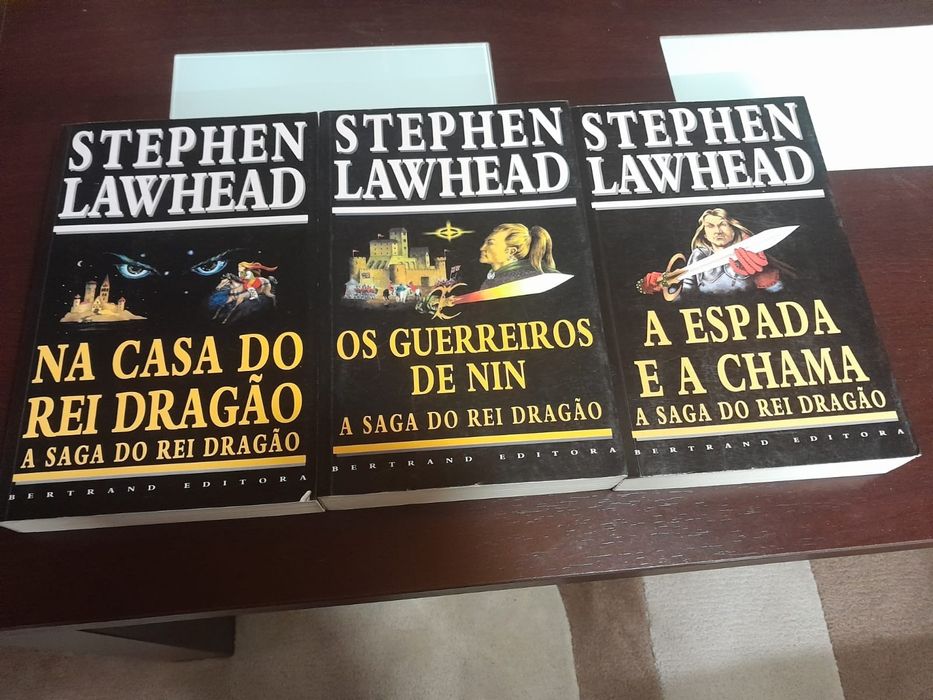 STEPHEN
LAWHEAD
NA CASA DO
REI DRAGÃO
A SAGA DO REI DRAGÃO
BERTRAND EDITORA
STEPHEN
LAWHEAD
OS GUERREIROS
DE NIN
A SAGA DO REI DRAGÃO
BERTRAND EDITORA
STEPHEN
LAWHEAD
A ESPADA
E A CHAMA
A SAGA DO REI DRAGÃO
BERTRAND EDITORA